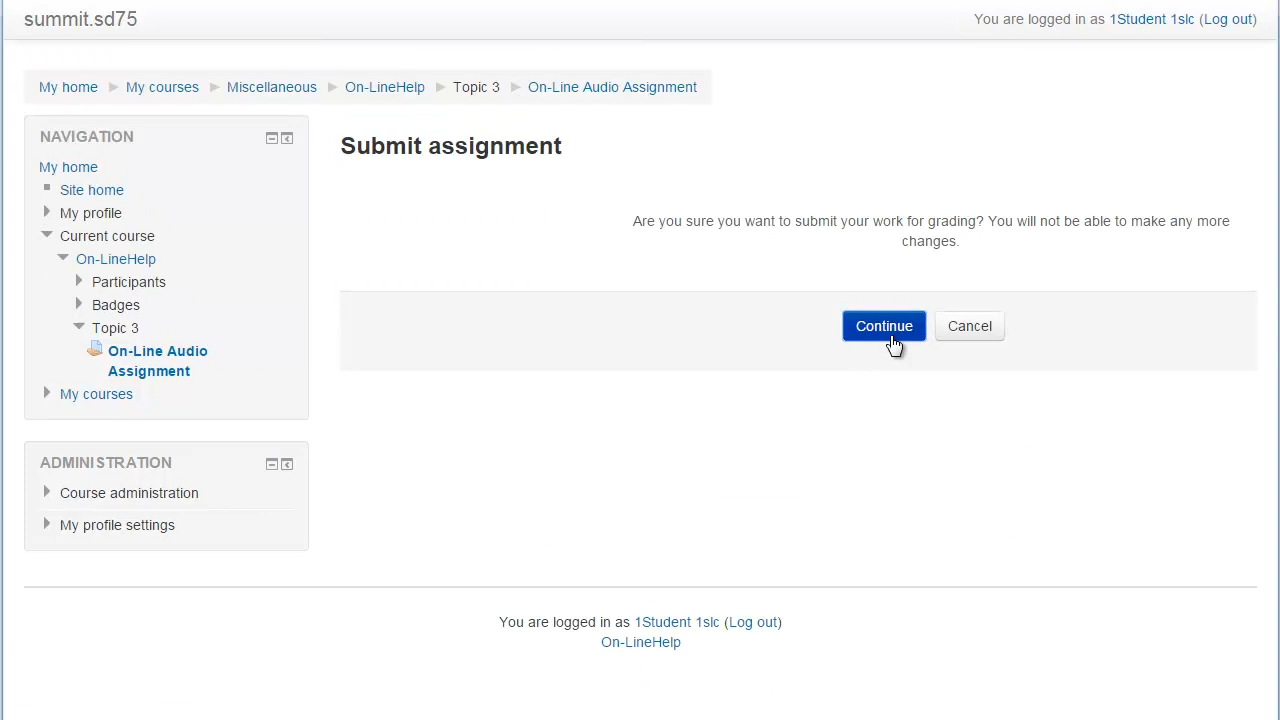 summit.sd75
You are logged in as 1Student 1slc (Log out)
My home My courses Miscellaneous On-LineHelp Topic 3 On-Line Audio Assignment
NAVIGATION
My home
Site home
My profile
Current course
On-LineHelp
Participants
Badges
Topic 3
On-Line Audio
Assignment
My courses
ADMINISTRATION
Course administration
My profile settings
Submit assignment
Are you sure you want to submit your work for grading? You will not be able to make any more
changes.
Continue Cancel
You are logged in as 1Student 1slc (Log out)
On-LineHelp